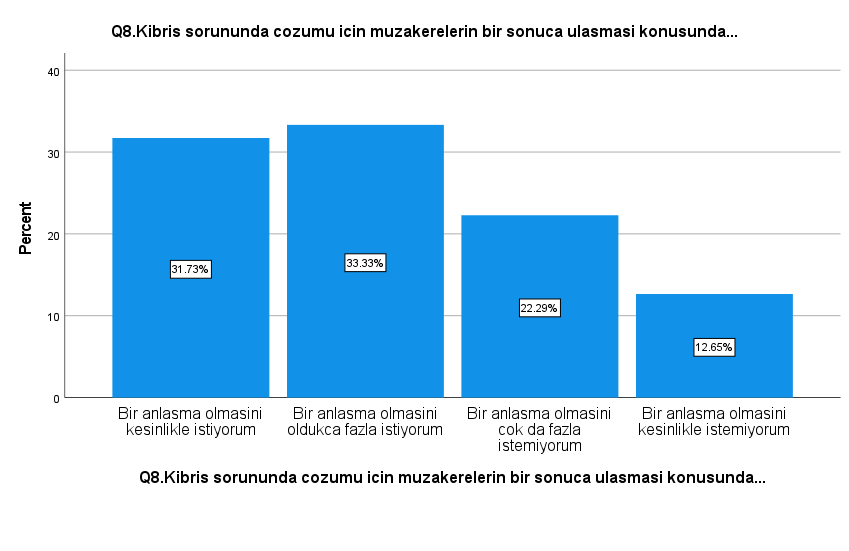 Q8.Kibris sorununda cozumu icin muzakerelerin bir sonuca ulasmasi konusunda...
40
30
20
10
0
Percent
31.73%
33.33%
22.29%
12.65%
Bir anlasma olmasini
kesinlikle istiyorum
Bir anlasma olmasini
oldukca fazla istiyorum
Bir anlasma olmasini
cok da fazla
istemiyorum
Bir anlasma olmasini
kesinlikle istemiyorum
Q8.Kibris sorununda cozumu icin muzakerelerin bir sonuca ulasmasi konusunda...